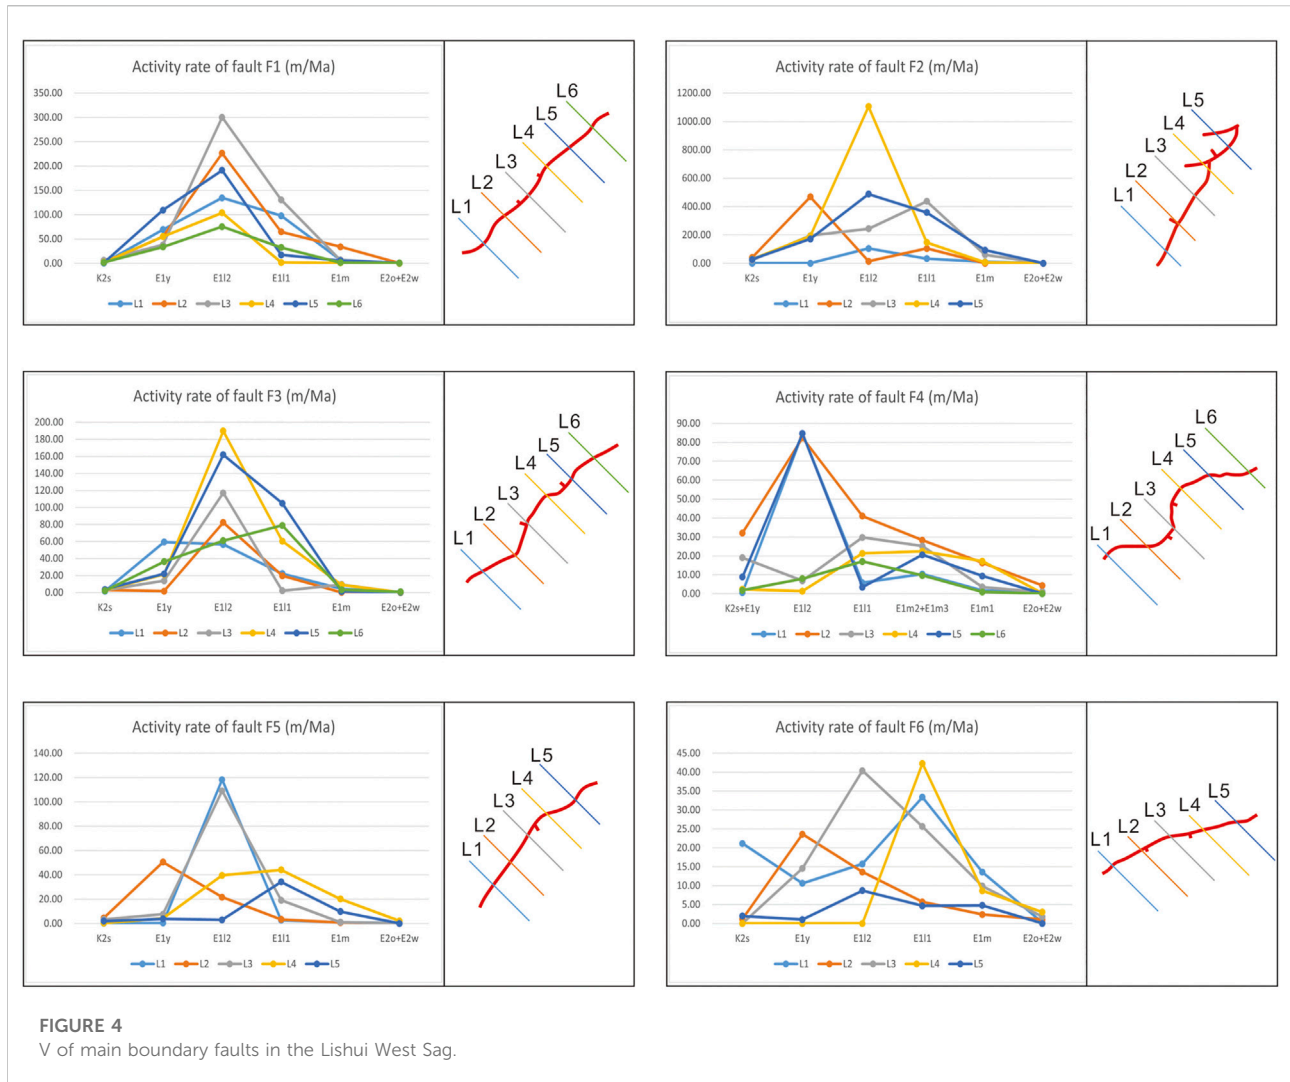 Activity rate of fault F1 (m/Ma)
350.00
300.00
250.00
200.00
150.00
100.00
50.00
0.00
K2s E1y E1l2 E1l1 E1m E2o+E2w
L1 L2 L3 L4 L5 L6
L6
L5
L4
L3
L2
L1
Activity rate of fault F2 (m/Ma)
1200.00
1000.00
800.00
600.00
400.00
200.00
0.00
K2s E1y E1l2 E1l1 E1m E2o+E2w
L1 L2 L3 L4 L5
L5
L4
L3
L2
L1
Activity rate of fault F3 (m/Ma)
200.00
180.00
160.00
140.00
120.00
100.00
80.00
60.00
40.00
20.00
0.00
K2s E1y E1l2 E1l1 E1m E2o+E2w
L1 L2 L3 L4 L5 L6
L6
L5
L4
L3
L2
L1
Activity rate of fault F4 (m/Ma)
90.00
80.00
70.00
60.00
50.00
40.00
30.00
20.00
10.00
0.00
K2s+E1y E1l2 E1l1 E1m2+E1m3 E1m1 E2o+E2w
L1 L2 L3 L4 L5 L6
L6
L5
L4
L3
L2
L1
Activity rate of fault F5 (m/Ma)
140.00
120.00
100.00
80.00
60.00
40.00
20.00
0.00
K2s E1y E1l2 E1l1 E1m E2o+E2w
L1 L2 L3 L4 L5
L5
L4
L3
L2
L1
Activity rate of fault F6 (m/Ma)
45.00
40.00
35.00
30.00
25.00
20.00
15.00
10.00
5.00
0.00
K2s E1y E1l2 E1l1 E1m E2o+E2w
L1 L2 L3 L4 L5
L5
L4
L3
L2
L1
FIGURE 4
V of main boundary faults in the Lishui West Sag.